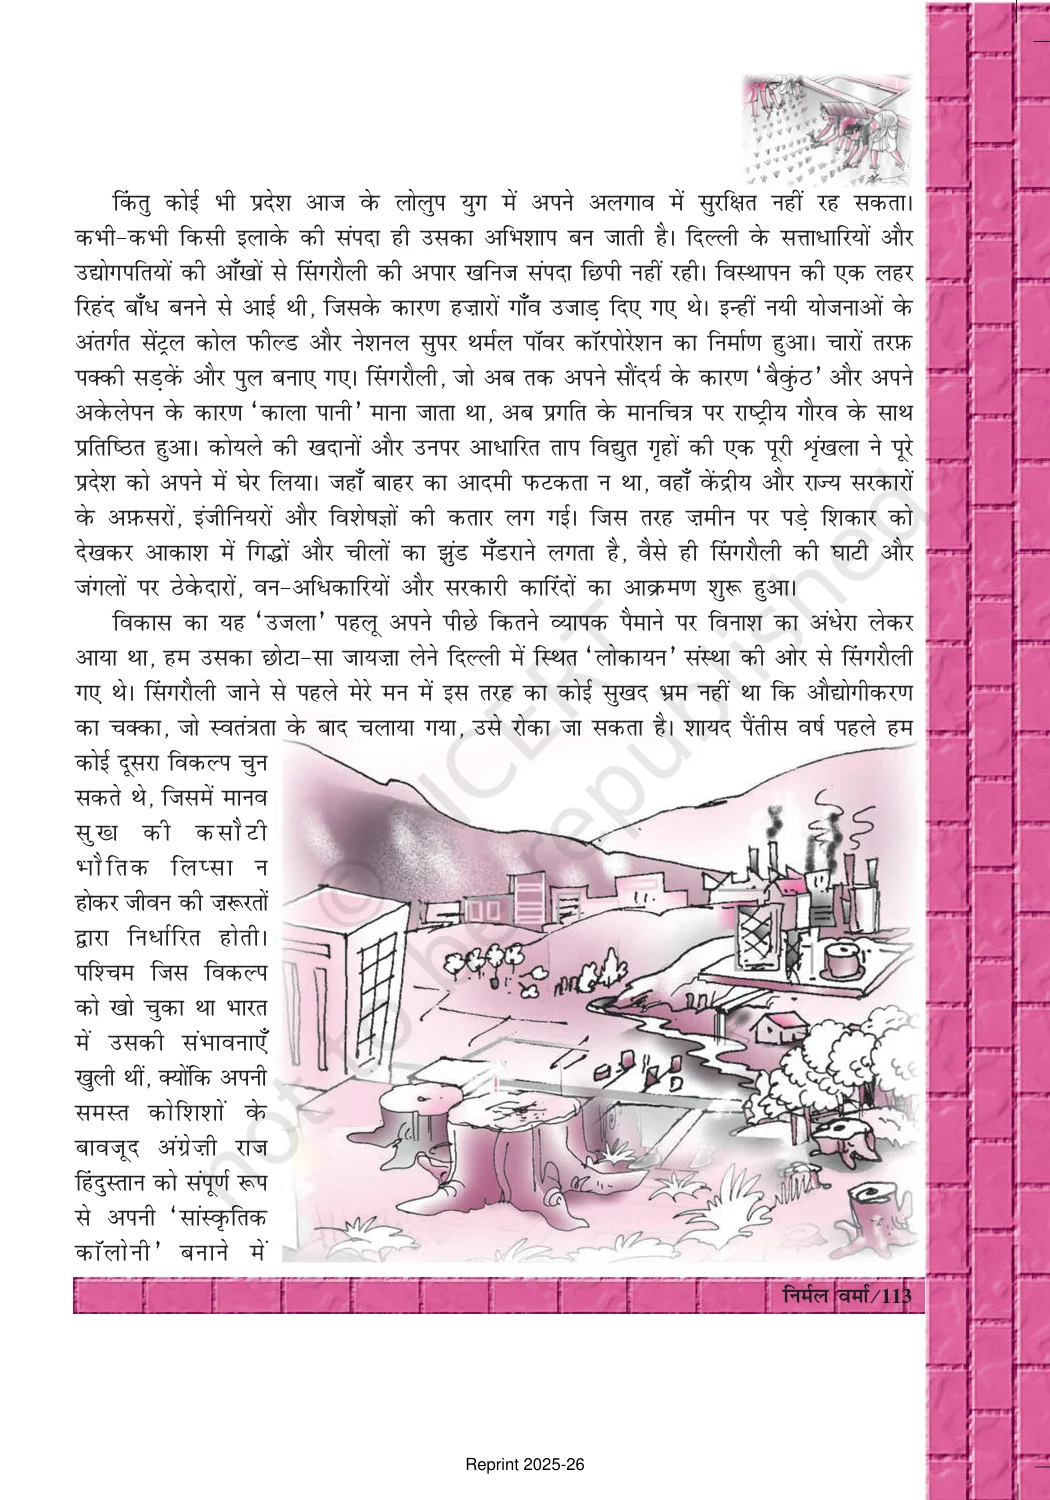 किंतु कोई भी प्रदेश आज के लोलुप युग में अपने अलगाव में सुरक्षित नहीं रह सकता।
कभी-कभी किसी इलाके की संपदा ही उसका अभिशाप बन जाती है। दिल्ली के सत्ताधारियों और
उद्योगपतियों की आँखों से सिंगरौली की अपार खनिज संपदा छिपी नहीं रही। विस्थापन की एक लहर
रिहंद बाँध बनने से आई थी, जिसके कारण हज़ारों गाँव उजाड़ दिए गए थे। इन्हीं नयी योजनाओं के
अंतर्गत सेंट्रल कोल फील्ड और नेशनल सुपर थर्मल पॉवर कॉरपोरेशन का निर्माण हुआ। चारों तरफ़
पक्की सड़कें और पुल बनाए गए। सिंगरौली, जो अब तक अपने सौंदर्य के कारण ‘बैकुंठ’ और अपने
अकेलेपन के कारण ‘काला पानी’ माना जाता था, अब प्रगति के मानचित्र पर राष्ट्रीय गौरव के साथ
प्रतिष्ठित हुआ। कोयले की खदानों और उनपर आधारित ताप विद्युत गृहों की एक पूरी शृंखला ने पूरे
प्रदेश को अपने में घेर लिया। जहाँ बाहर का आदमी फटकता न था, वहाँ केंद्रीय और राज्य सरकारों
के अफ़सरों, इंजीनियरों और विशेषज्ञों की कतार लग गई। जिस तरह ज़मीन पर पड़े शिकार को
देखकर आकाश में गिद्धों और चीलों का झुंड मँडराने लगता है, वैसे ही सिंगरौली की घाटी और
जंगलों पर ठेकेदारों, वन-अधिकारियों और सरकारी कारिंदों का आक्रमण शुरू हुआ।
विकास का यह ‘उजला’ पहलू अपने पीछे कितने व्यापक पैमाने पर विनाश का अंधेरा लेकर
आया था, हम उसका छोटा-सा जायज़ा लेने दिल्ली में स्थित ‘लोकायन’ संस्था की ओर से सिंगरौली
गए थे। सिंगरौली जाने से पहले मेरे मन में इस तरह का कोई सुखद भ्रम नहीं था कि औद्योगीकरण
का चक्का, जो स्वतंत्रता के बाद चलाया गया, उसे रोका जा सकता है। शायद पैंतीस वर्ष पहले हम
कोई दूसरा विकल्प चुन
सकते थे, जिसमें मानव
सुख की कसौटी
भौतिक लिप्सा न
होकर जीवन की ज़रूरतों
द्वारा निर्धारित होती।
पश्चिम जिस विकल्प
को खो चुका था भारत
में उसकी संभावनाएँ
खुली थीं, क्योंकि अपनी
समस्त कोशिशों के
बावजूद अंग्रेज़ी राज
हिंदुस्तान को संपूर्ण रूप
से अपनी ‘सांस्कृतिक
कॉलोनी’ बनाने में
© NCERT
not to be republished
निर्मल वर्मा/113
Reprint 2025-26